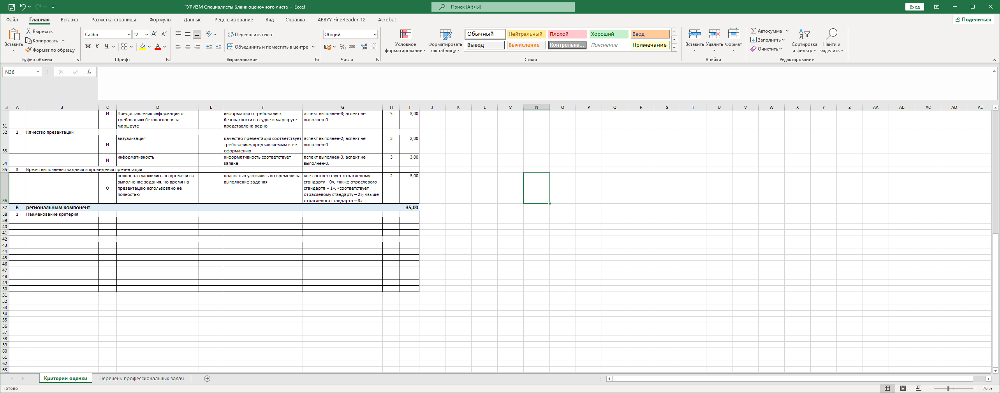 ТУРИЗМ Специалисты Бланк оценочного листа - Excel
Поиск (Alt+Ы)
Вход
Файл Главная Вставка Разметка страницы Формулы Данные Рецензирование Вид Справка ABBYY FineReader 12 Acrobat
Поделиться
Вставить
Вырезать
Копировать
Формат по образцу
Буфер обмена
Calibri 12
Ж К Ч
Шрифт
Переносить текст
Объединить и поместить в центре
Выравнивание
Общий
% 000
Число
Условное форматирование
Форматировать как таблицу
Обычный Нейтральный Плохой Хороший Ввод
Вывод Вычисление Контрольна... Пояснение Примечание
Стили
Вставить Удалить Формат
Ячейки
Автосумма
Заполнить
Очистить
Сортировка и фильтр
Найти и выделить
Редактирование
N36
fx
A B C D E F G H I J K L M N O P Q R S T U V W X Y Z AA AB AC AD AE
31 И Предоставления информации о требованиях безопасности на маршруте информация о требованиях безопасности на судне и маршруте представлена верно аспект выполнен-3; аспект не выполнен-0. 5 3,00
32 2 Качество презентации
33 И визуализация качество презентации соответствует требованиям,предъявляемым к ее оформлению аспект выполнен-2; аспект не выполнен-0. 3 2,00
34 И информативность информативность соответствует заявке аспект выполнен-3; аспект не выполнен-0. 3 3,00
35 3 Время выполнения задания и проведения презентации
36 О полностью уложились во времени на выполнение задания, но время на презентацию использовано не полностью полностью уложились во времени на выполнение задания «не соответствует отраслевому стандарту – 0», «ниже отраслевого стандарта – 1», «соответствует отраслевому стандарту – 2», «выше отраслевого стандарта – 3». 2 3,00
37 В региональным компонент 35,00
38 1 Наименование критерия
39
40
41
42
43
44
45
46
47
48
49
50
51
52
53
54
55
56
57
58
59
60
61
62
63
Критерии оценки Перечень профессиональных задач
Готово
76 %